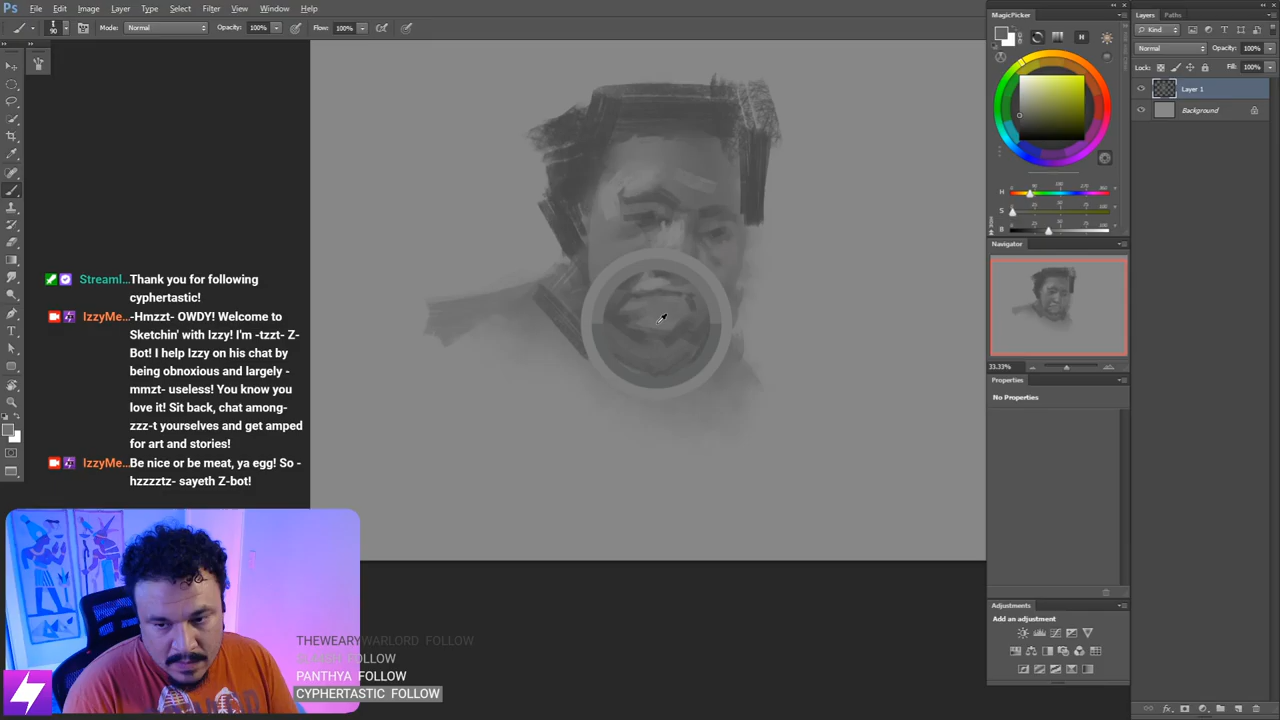 Ps File Edit Image Layer Type Select Filter View Window Help
90 Mode: Normal Opacity: 100% Flow: 100%
MagicPicker
H
H
S
B
Navigator
33.33%
Properties
No Properties
Adjustments
Add an adjustment
Layers Paths
Kind
Normal Opacity: 100%
Lock: Fill: 100%
Layer 1
Background
fx
Streaml... Thank you for following
cyphertastic!
IzzyMe... -Hmzzt- OWDY! Welcome to
Sketchin' with Izzy! I'm -tzzt- Z-
Bot! I help Izzy on his chat by
being obnoxious and largely -
mmzt- useless! You know you
love it! Sit back, chat among-
zzz-t yourselves and get amped
for art and stories!
IzzyMe... Be nice or be meat, ya egg! So -
hzzzztz- sayeth Z-bot!
THEWEARYWARLORD FOLLOW
FOLLOW
PANTHYA FOLLOW
CYPHERTASTIC FOLLOW